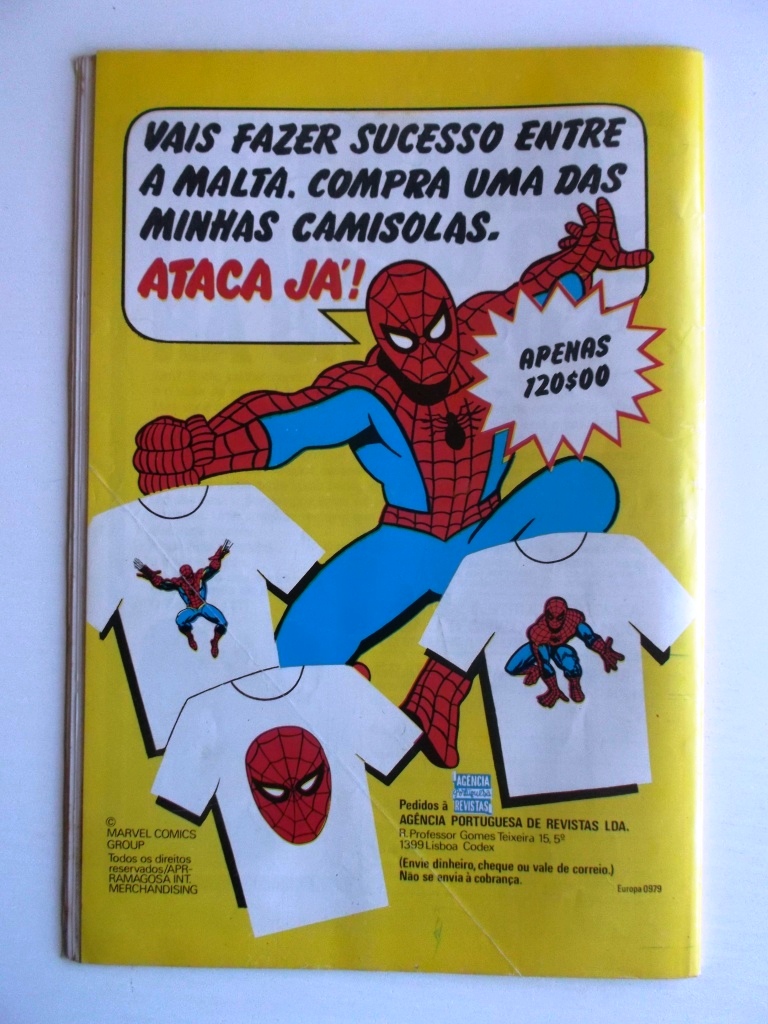 VAIS FAZER SUCESSO ENTRE
A MALTA. COMPRA UMA DAS
MINHAS CAMISOLAS.
ATACA JÁ!
APENAS
120$00
AGÊNCIA
PORTUGUESA
REVISTAS
Pedidos à
AGÊNCIA PORTUGUESA DE REVISTAS LDA.
R. Professor Gomes Teixeira 15, 5º
1399 Lisboa Codex
(Envie dinheiro, cheque ou vale de correio.)
Não se envia à cobrança.
©
MARVEL COMICS
GROUP
Todos os direitos
reservados/APR-
RAMAGOSA INT.
MERCHANDISING
Europa 0979